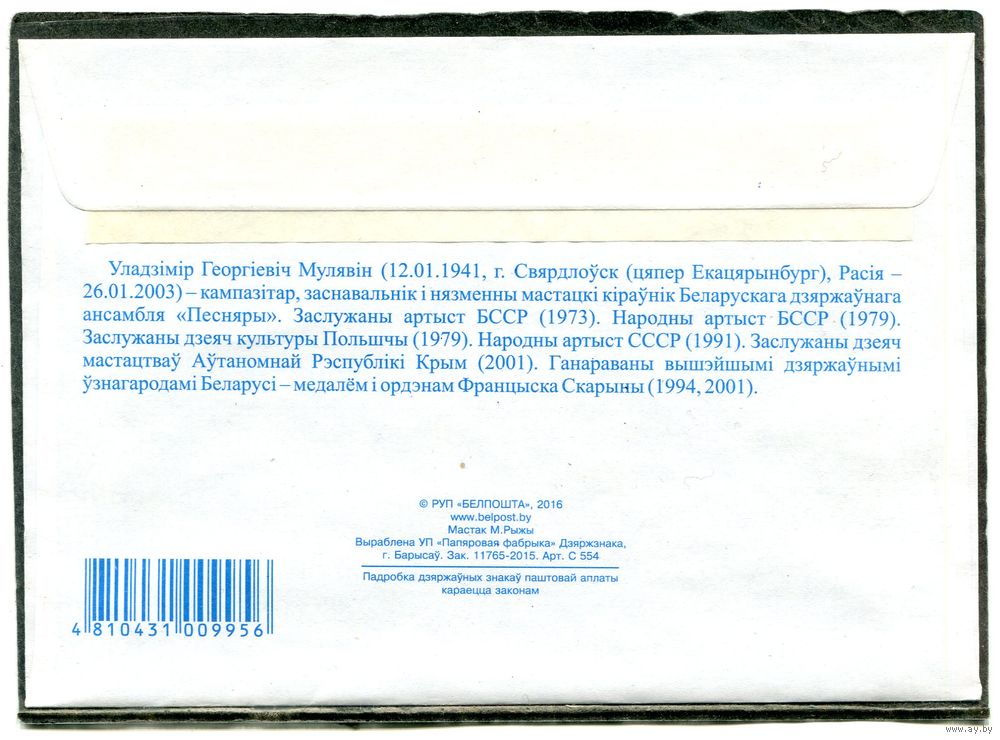 Уладзімір Георгіевіч Мулявін (12.01.1941, г. Свярдлоўск (цяпер Екацярынбург), Расія –
26.01.2003) – кампазітар, заснавальнік і нязменны мастацкі кіраўнік Беларускага дзяржаўнага
ансамбля «Песняры». Заслужаны артыст БССР (1973). Народны артыст БССР (1979).
Заслужаны дзеяч культуры Польшчы (1979). Народны артыст СССР (1991). Заслужаны дзеяч
мастацтваў Аўтаномнай Рэспублікі Крым (2001). Ганараваны вышэйшымі дзяржаўнымі
ўзнагародамі Беларусі – медалём і ордэнам Францыска Скарыны (1994, 2001).
© РУП «БЕЛПОШТА», 2016
www.belpost.by
Мастак М.Рыжы
Выраблена УП «Папяровая фабрыка» Дзяржзнака,
г. Барысаў. Зак. 11765-2015. Арт. С 554
Падробка дзяржаўных знакаў паштовай аплаты
караецца законам
4 810431 009956
www.ay.by